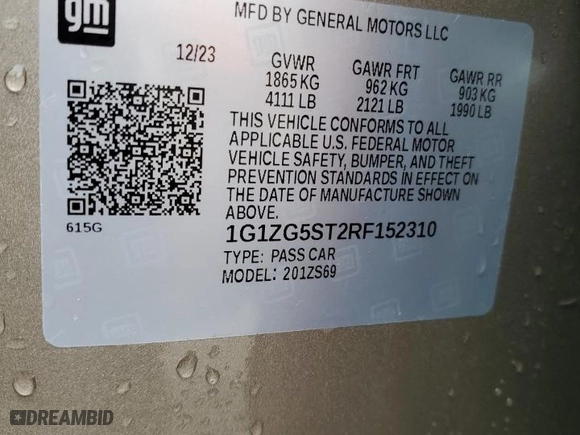 gm
MFD BY GENERAL MOTORS LLC
12/23 GVWR GAWR FRT GAWR RR
1865 KG 962 KG 903 KG
4111 LB 2121 LB 1990 LB
THIS VEHICLE CONFORMS TO ALL
APPLICABLE U.S. FEDERAL MOTOR
VEHICLE SAFETY, BUMPER, AND THEFT
PREVENTION STANDARDS IN EFFECT ON
THE DATE OF MANUFACTURE SHOWN
ABOVE.
615G
1G1ZG5ST2RF152310
TYPE: PASS CAR
MODEL: 201ZS69
DREAMBID